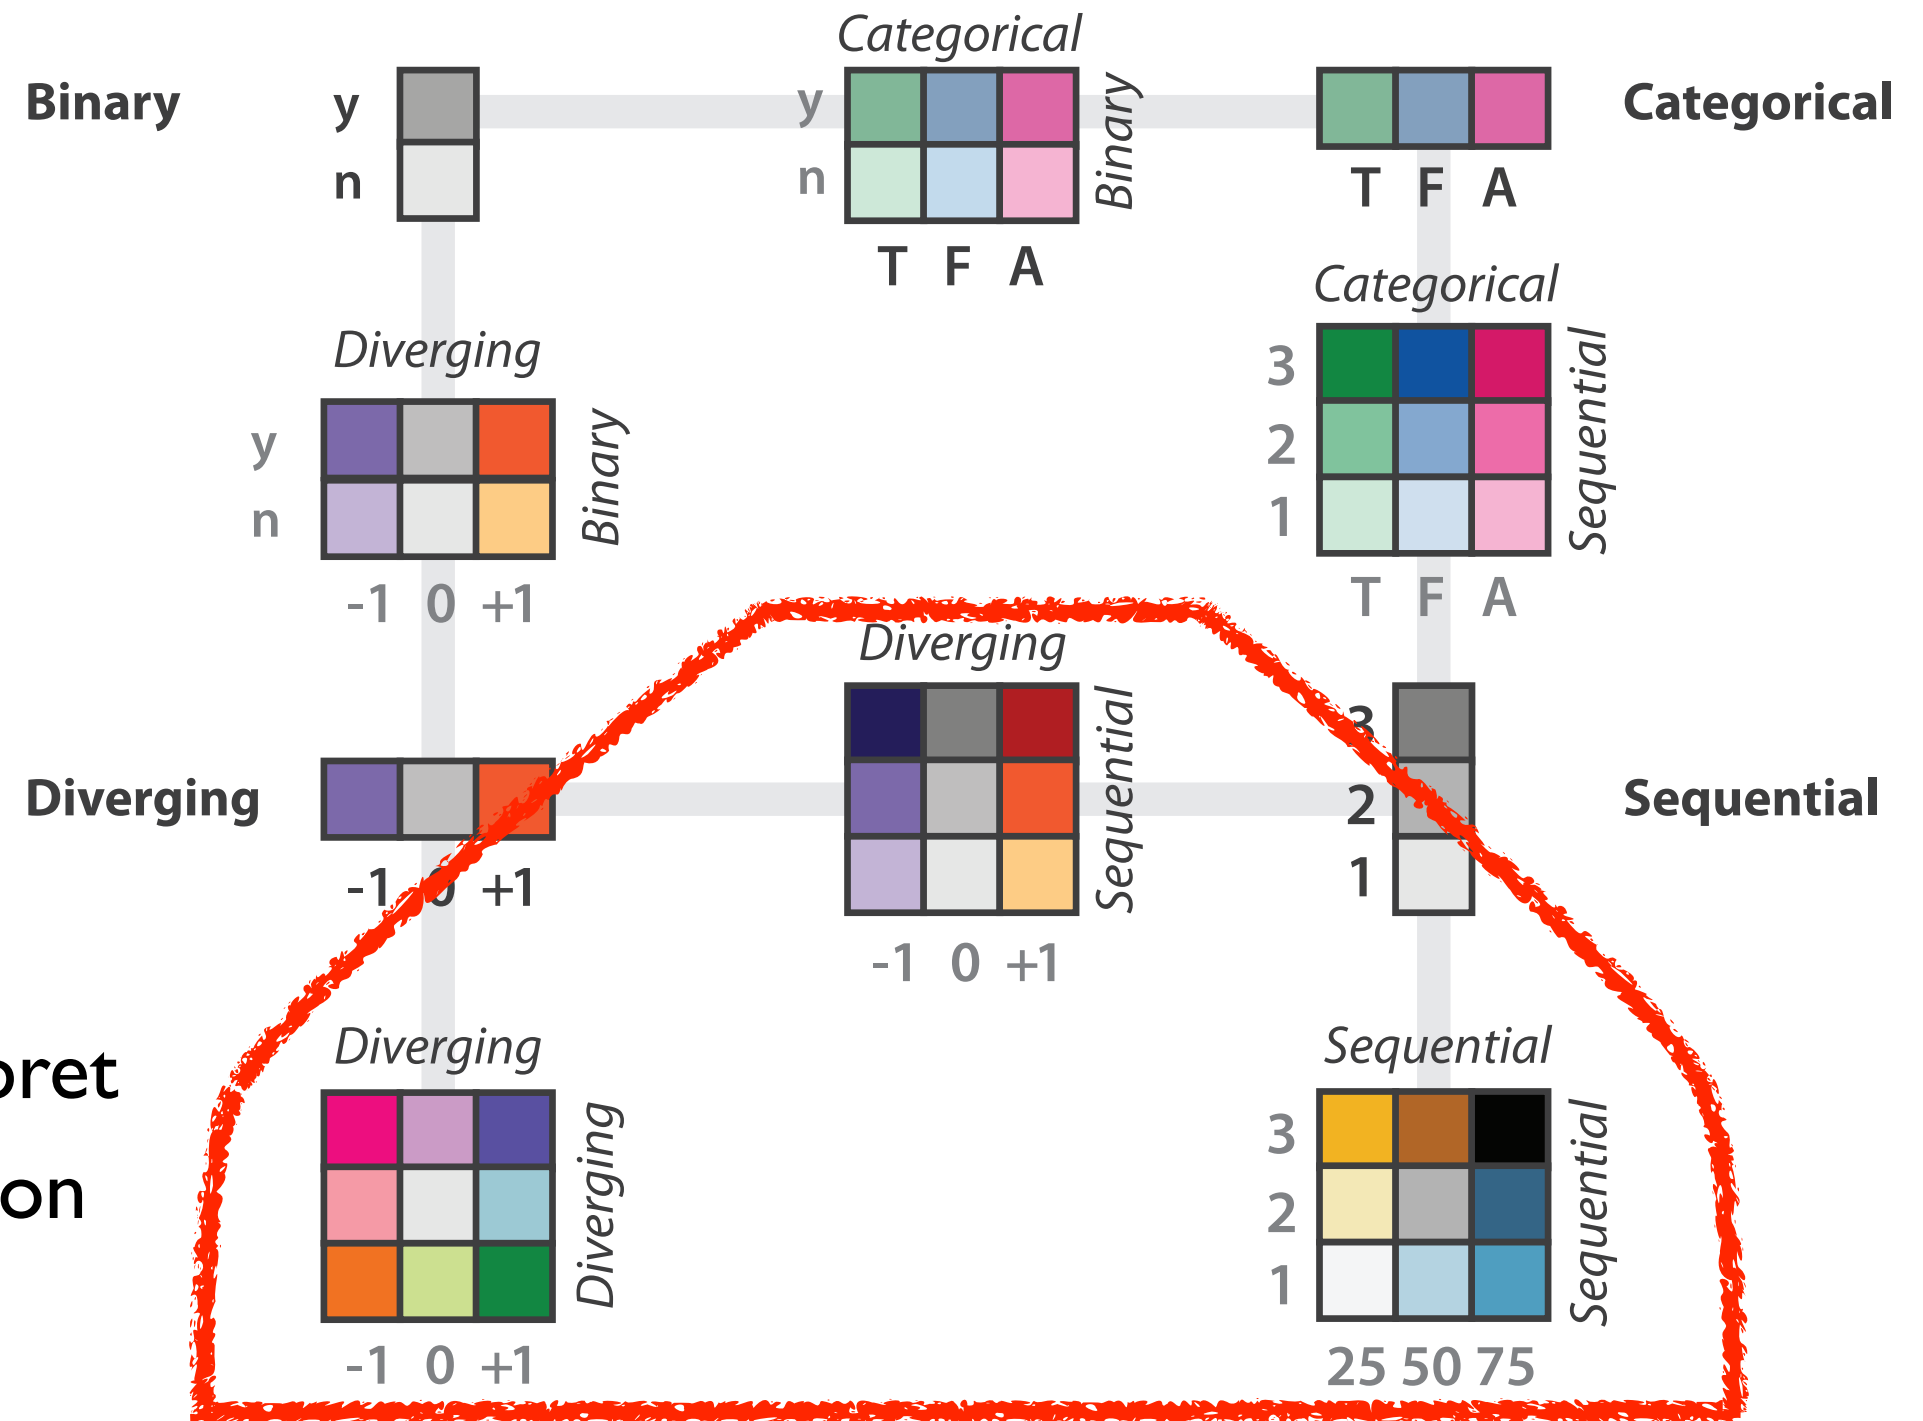 Categorical
Binary
y
n
y
n
Binary
T F A
T F A
Categorical
Diverging
y
n
Binary
-1 0 +1
Categorical
3
2
1
Sequential
T F A
Diverging
Sequential
-1 0 +1
Diverging
-1 0 +1
3
2
1
Sequential
Diverging
Diverging
-1 0 +1
Sequential
3
2
1
Sequential
25 50 75
pret
on